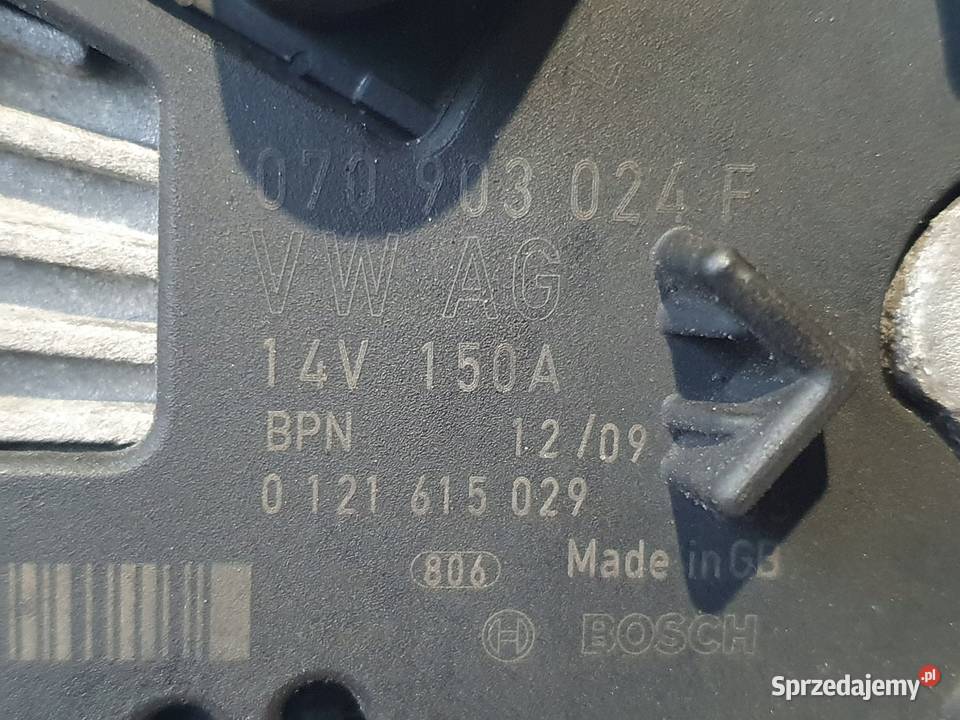 070 903 024 F
VW AG
14V 150A
BPN 12/09
0 121 615 029
806
Made in GB
BOSCH
Sprzedajemy.pl